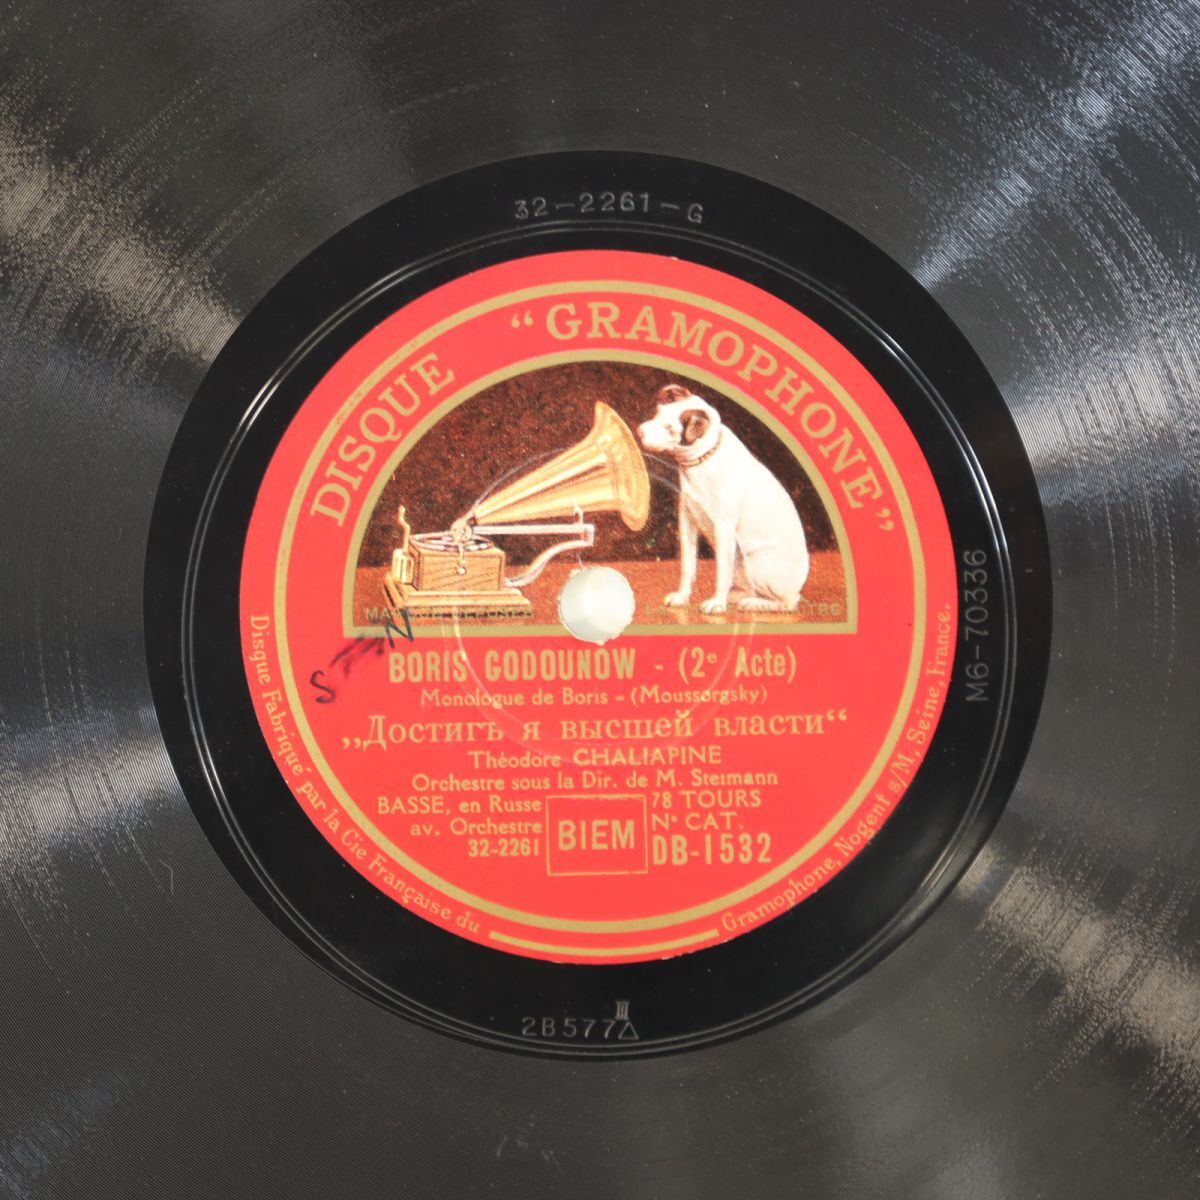 32-2261-G
DISQUE "GRAMOPHONE"
BORIS GODOUNOW - (2e Acte)
Monologue de Boris - (Moussorgsky)
„Достигъ я высшей власти“
Théodore CHALIAPINE
Orchestre sous la Dir. de M. Steimann
BASSE, en Russe
av. Orchestre
32-2261
BIEM
78 TOURS
N° CAT.
DB-1532
Disque Fabriqué par la Cie Française du Gramophone, Nogent s/M, Seine, France.
M6-70336
2B577 III Δ